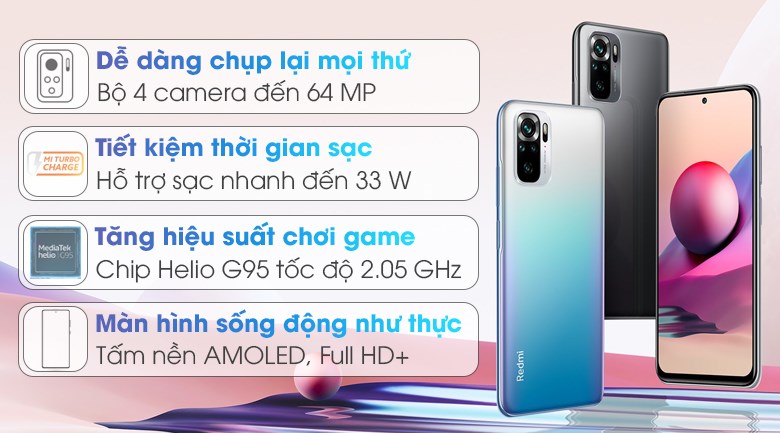 Dễ dàng chụp lại mọi thứ
Bộ 4 camera đến 64 MP
MI TURBO
CHARGE
Tiết kiệm thời gian sạc
Hỗ trợ sạc nhanh đến 33 W
MediaTek
helio G95
Tăng hiệu suất chơi game
Chip Helio G95 tốc độ 2.05 GHz
Màn hình sống động như thực
Tấm nền AMOLED, Full HD+
Redmi